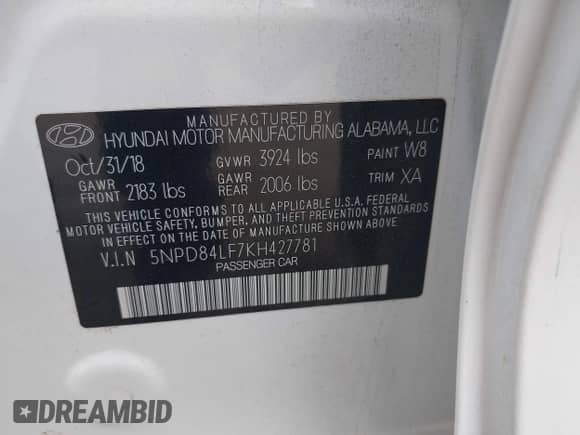 MANUFACTURED BY
HYUNDAI MOTOR MANUFACTURING ALABAMA, LLC
Oct/31/18 GVWR 3924 lbs PAINT W8
GAWR FRONT 2183 lbs GAWR REAR 2006 lbs TRIM XA
THIS VEHICLE CONFORMS TO ALL APPLICABLE U.S.A. FEDERAL
MOTOR VEHICLE SAFETY, BUMPER, AND THEFT PREVENTION STANDARDS
IN EFFECT ON THE DATE OF MANUFACTURE SHOWN ABOVE.
V.I.N 5NPD84LF7KH427781
PASSENGER CAR
DREAMBID